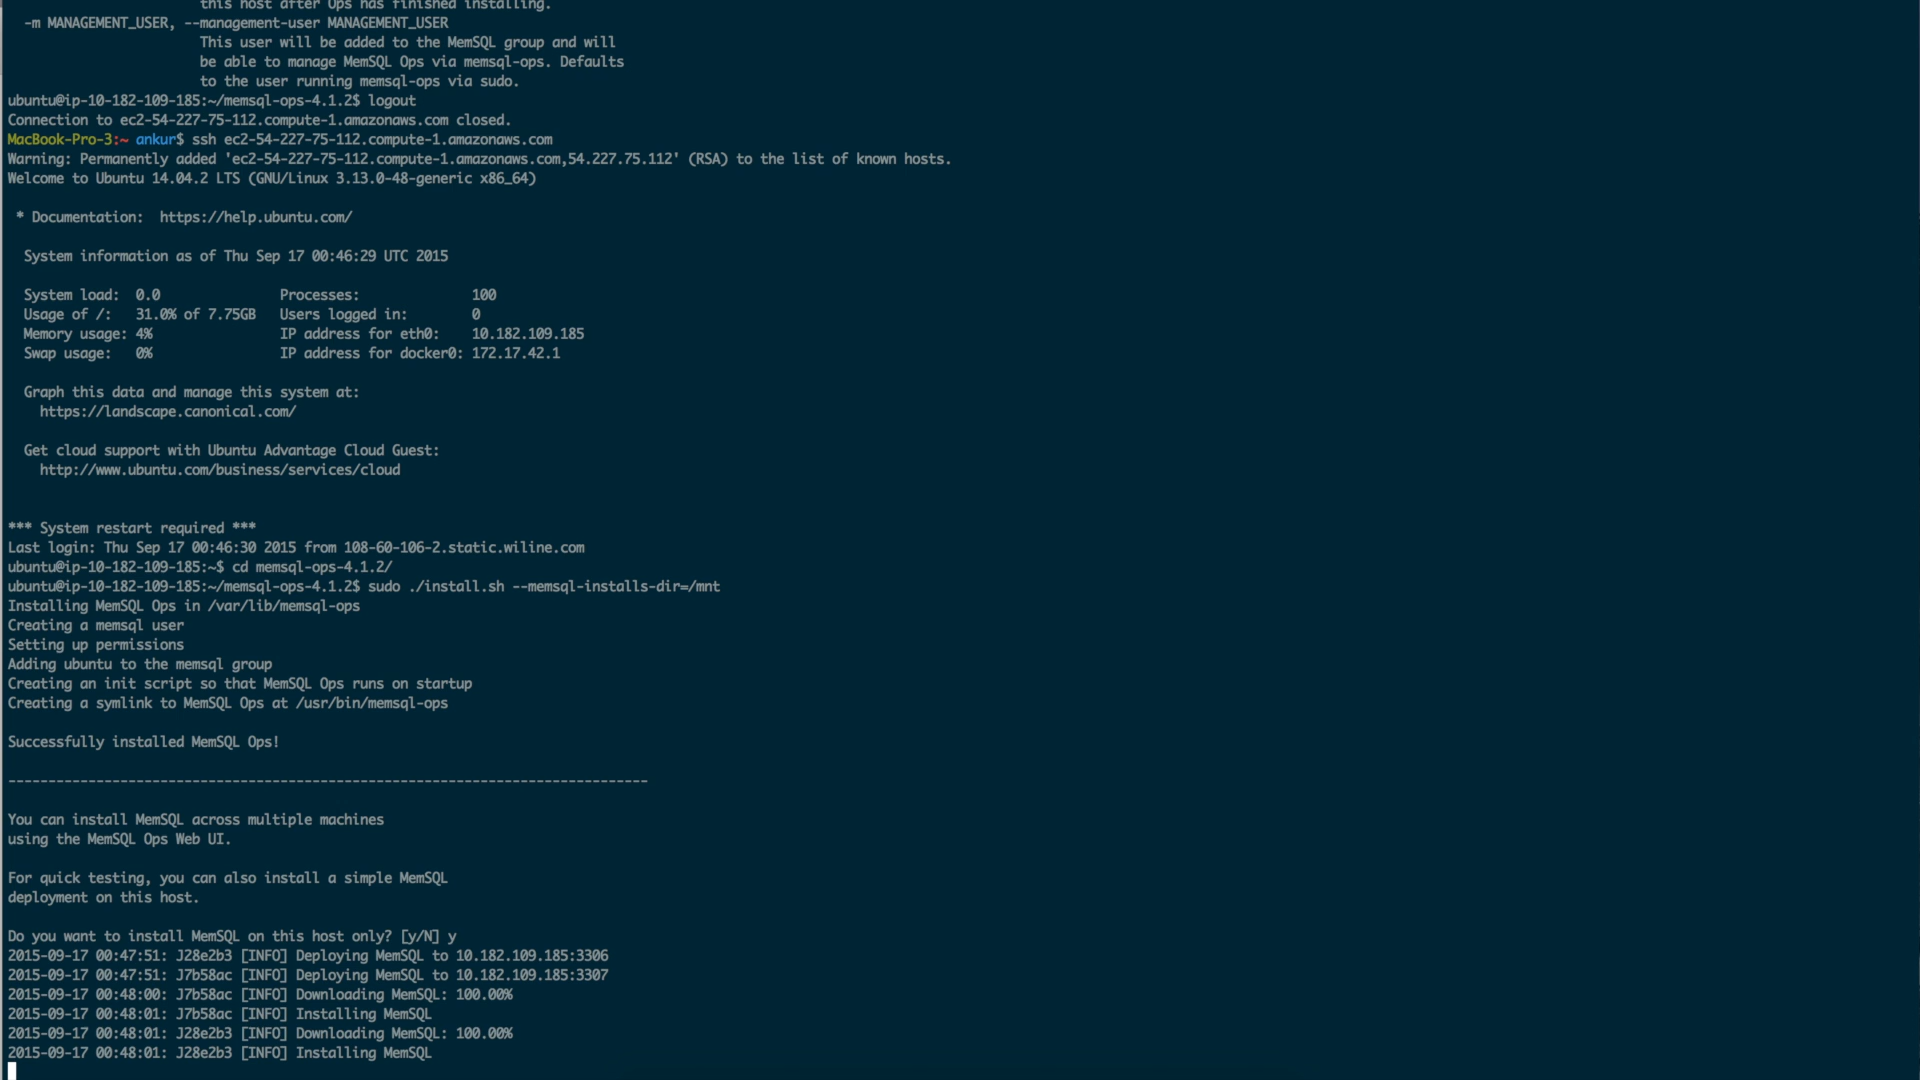 this host after Ops has finished installing.
-m MANAGEMENT_USER, --management-user MANAGEMENT_USER
This user will be added to the MemSQL group and will
be able to manage MemSQL Ops via memsql-ops. Defaults
to the user running memsql-ops via sudo.
ubuntu@ip-10-182-109-185:~/memsql-ops-4.1.2$ logout
Connection to ec2-54-227-75-112.compute-1.amazonaws.com closed.
MacBook-Pro-3:~ ankur$ ssh ec2-54-227-75-112.compute-1.amazonaws.com
Warning: Permanently added 'ec2-54-227-75-112.compute-1.amazonaws.com,54.227.75.112' (RSA) to the list of known hosts.
Welcome to Ubuntu 14.04.2 LTS (GNU/Linux 3.13.0-48-generic x86_64)
* Documentation:  https://help.ubuntu.com/
System information as of Thu Sep 17 00:46:29 UTC 2015
System load:  0.0               Processes:              100
Usage of /:   31.0% of 7.75GB   Users logged in:        0
Memory usage: 4%                IP address for eth0:    10.182.109.185
Swap usage:   0%                IP address for docker0: 172.17.42.1
Graph this data and manage this system at:
https://landscape.canonical.com/
Get cloud support with Ubuntu Advantage Cloud Guest:
http://www.ubuntu.com/business/services/cloud
*** System restart required ***
Last login: Thu Sep 17 00:46:30 2015 from 108-60-106-2.static.wiline.com
ubuntu@ip-10-182-109-185:~$ cd memsql-ops-4.1.2/
ubuntu@ip-10-182-109-185:~/memsql-ops-4.1.2$ sudo ./install.sh --memsql-installs-dir=/mnt
Installing MemSQL Ops in /var/lib/memsql-ops
Creating a memsql user
Setting up permissions
Adding ubuntu to the memsql group
Creating an init script so that MemSQL Ops runs on startup
Creating a symlink to MemSQL Ops at /usr/bin/memsql-ops
Successfully installed MemSQL Ops!
--------------------------------------------------------------------------------
You can install MemSQL across multiple machines
using the MemSQL Ops Web UI.
For quick testing, you can also install a simple MemSQL
deployment on this host.
Do you want to install MemSQL on this host only? [y/N] y
2015-09-17 00:47:51: J28e2b3 [INFO] Deploying MemSQL to 10.182.109.185:3306
2015-09-17 00:47:51: J7b58ac [INFO] Deploying MemSQL to 10.182.109.185:3307
2015-09-17 00:48:00: J7b58ac [INFO] Downloading MemSQL: 100.00%
2015-09-17 00:48:01: J7b58ac [INFO] Installing MemSQL
2015-09-17 00:48:01: J28e2b3 [INFO] Downloading MemSQL: 100.00%
2015-09-17 00:48:01: J28e2b3 [INFO] Installing MemSQL